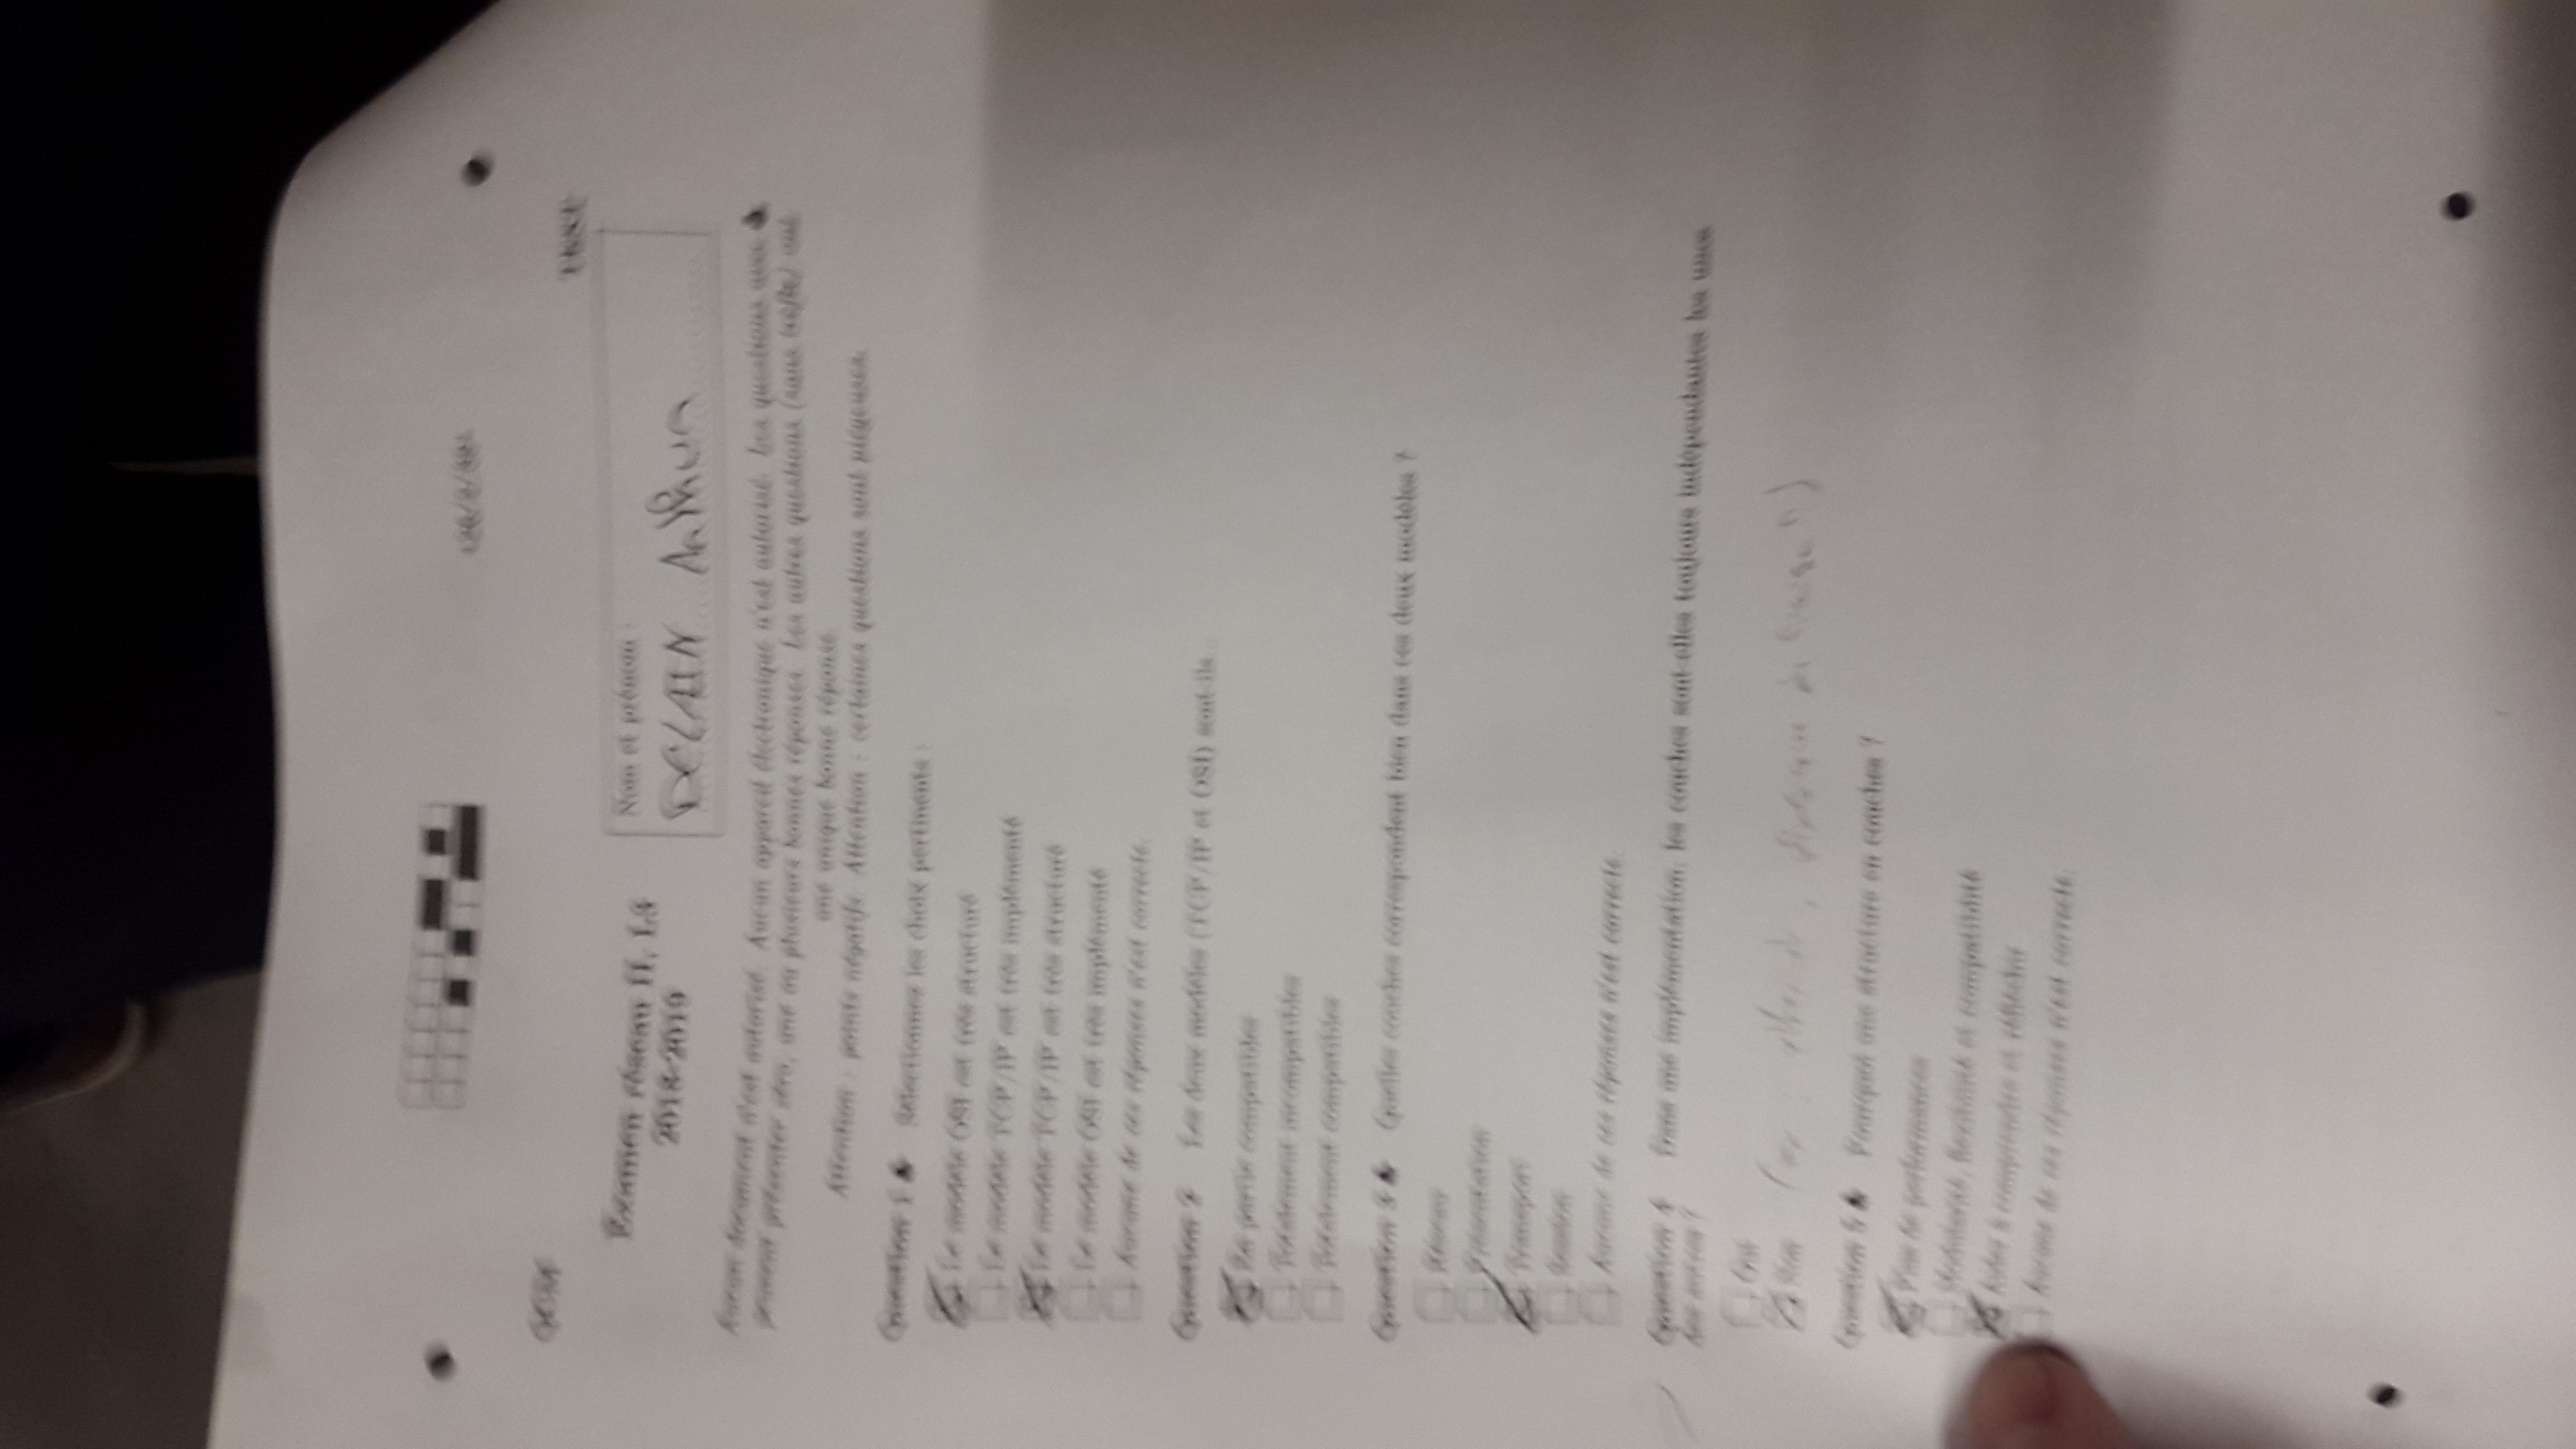 QCM
TEST
Examen réseau II, L3
2018-2019
Nom et prénom :
DELAIN Arthur
Aucun document n'est autorisé. Aucun appareil électronique n'est autorisé. Les questions avec ♣
peuvent présenter zéro, une ou plusieurs bonnes réponses. Les autres questions (sans trèfle) ont
une unique bonne réponse.
Attention : points négatifs. Attention : certaines questions sont piégeuses.
Question 1 ♣ Sélectionnez les choix pertinents :
Le modèle OSI est très structuré
Le modèle TCP/IP est très implémenté
Le modèle TCP/IP est très structuré
Le modèle OSI est très implémenté
Aucune de ces réponses n'est correcte.
Question 2 Les deux modèles (TCP/IP et OSI) sont-ils...
En partie compatibles
Totalement incompatibles
Totalement compatibles
Question 3 ♣ Quelles couches correspondent bien dans ces deux modèles ?
Réseau
Présentation
Transport
Session
Aucune de ces réponses n'est correcte.
Question 4 Dans une implémentation, les couches sont-elles toujours indépendantes les unes
des autres ?
Oui
Non
Question 5 ♣ Pourquoi une structure en couches ?
Plus de performances
Modularité, flexibilité et compatibilité
Aider à comprendre et réfléchir
Aucune de ces réponses n'est correcte.